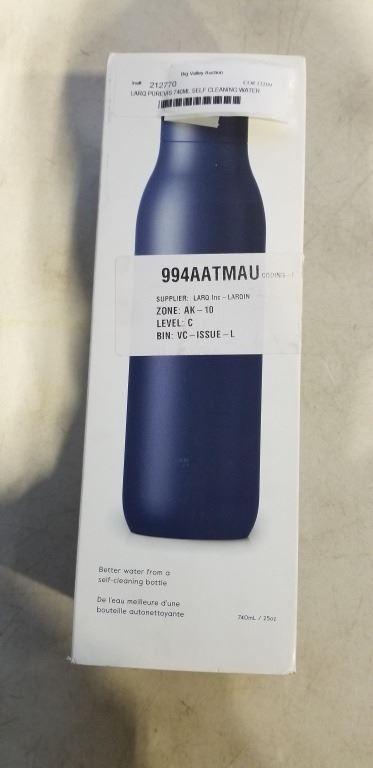 Big Valley Auction
212770
LARQ PUREVIS 740ML SELF CLEANING WATER
994AATMAU
SUPPLIER: LARQ Inc - LARQIN
ZONE: AK-10
LEVEL: C
BIN: VC-ISSUE-L
Better water from a
self-cleaning bottle
De l'eau meilleure d'une
bouteille autonettoyante
740mL / 25oz